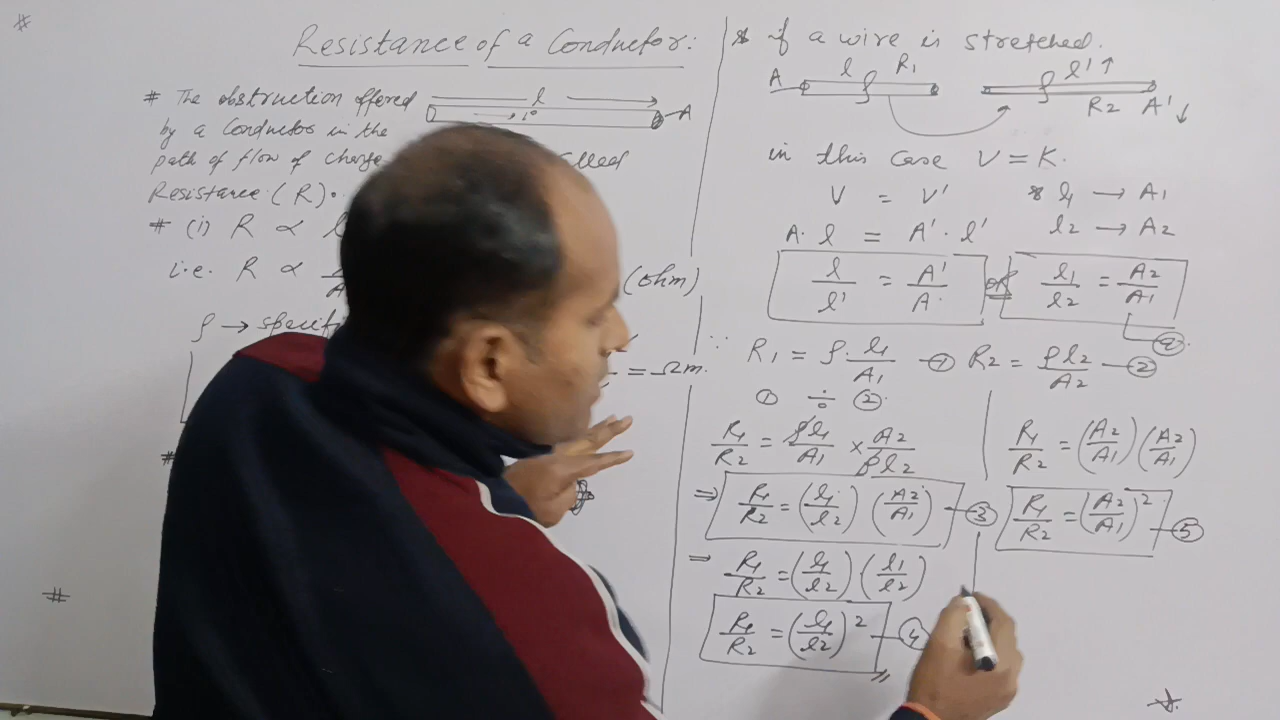 Resistance of a Conductor:
# The obstruction offered
by a Conductor in the
path of flow of charge
Resistance (R).
l
i
A
# (i) R ∝ l
i.e. R ∝
A
(ohm)
ρ → specif
= Ωm.
#
#
* if a wire is stretched.
A l R1 l' ↑
R2 A' ↓
in this Case V = K.
V = V' * l1 → A1
A. l = A'. l' l2 → A2
l/l' = A'/A. or l1/l2 = A2/A1 — (a)
∵ R1 = ρ. l1/A1 — ① R2 = ρl2/A2 — ②
① ÷ ②.
R1/R2 = ρl1/A1 × A2/ρl2
R1/R2 = (A2/A1)(A2/A1)
⇒ R1/R2 = (l1/l2) (A2/A1) — ③
R1/R2 = (A2/A1)² — ⑤
⇒ R1/R2 = (l1/l2) (l1/l2)
R1/R2 = (l1/l2)² — ④